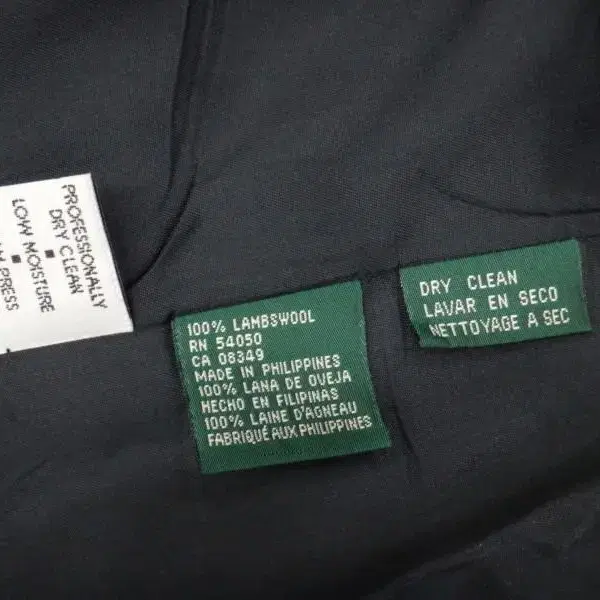 PROFESSIONALLY
DRY CLEAN
LOW MOISTURE
PRESS
100% LAMBSWOOL
RN 54050
CA 08349
MADE IN PHILIPPINES
100% LANA DE OVEJA
HECHO EN FILIPINAS
100% LAINE D'AGNEAU
FABRIQUÉ AUX PHILIPPINES
DRY CLEAN
LAVAR EN SECO
NETTOYAGE A SEC